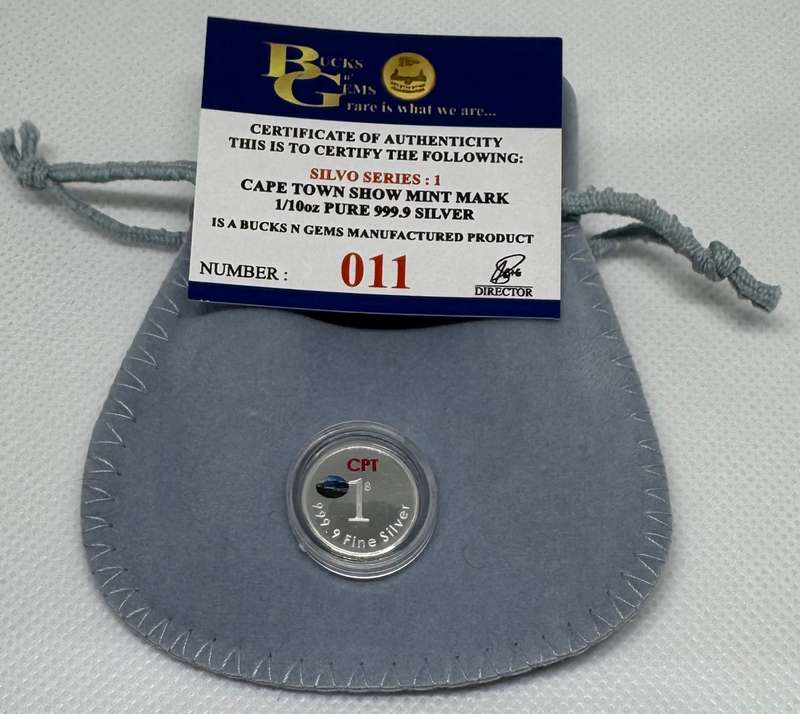 BUCKS
n'
GEMS
rare is what we are...
CERTIFICATE OF AUTHENTICITY
THIS IS TO CERTIFY THE FOLLOWING:
SILVO SERIES : 1
CAPE TOWN SHOW MINT MARK
1/10oz PURE 999.9 SILVER
IS A BUCKS N GEMS MANUFACTURED PRODUCT
NUMBER : 011
DIRECTOR
CPT
1
999.9 Fine Silver